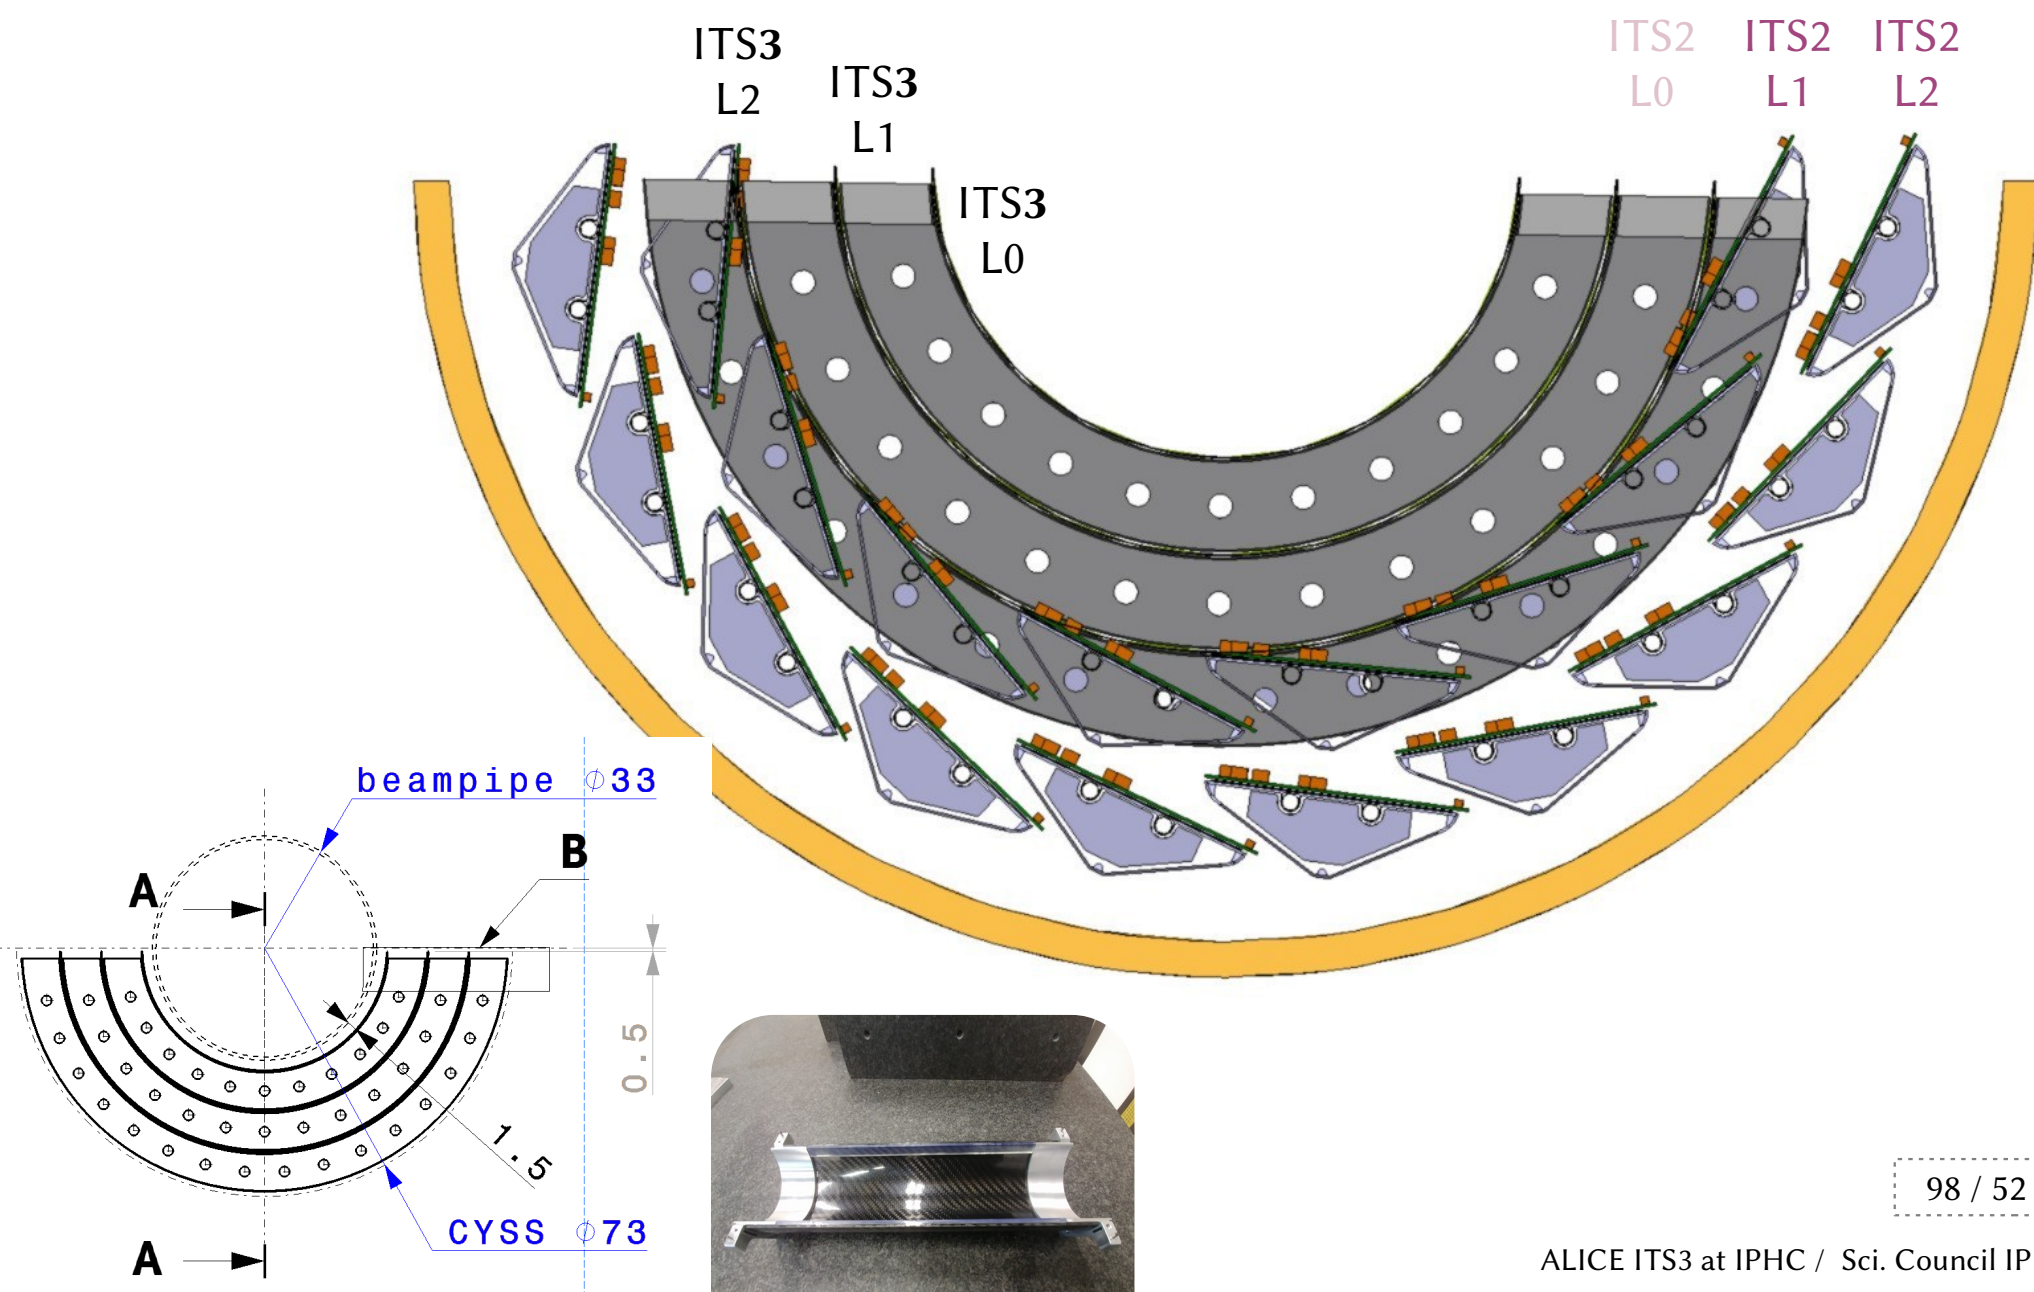 ITS3
L2
ITS3
L1
ITS3
L0
ITS2
L0
ITS2
L1
ITS2
L2
beampipe ∅33
B
A
0.5
1.5
CYSS ∅73
A
98 / 52
ALICE ITS3 at IPHC / Sci. Council IP